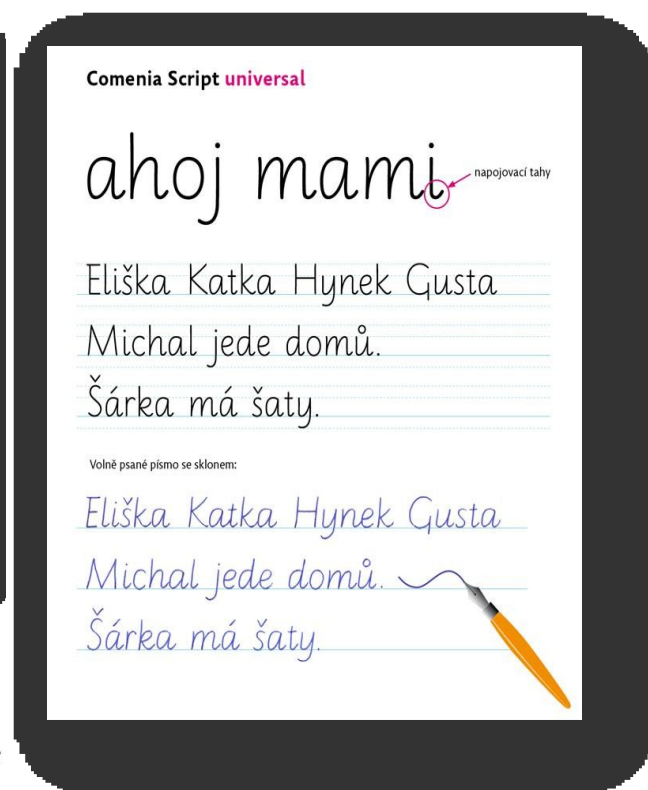 Comenia Script universal
ahoj mami
napojovací tahy
Eliška Katka Hynek Gusta
Michal jede domů.
Šárka má šaty.
Volně psané písmo se sklonem:
Eliška Katka Hynek Gusta
Michal jede domů.
Šárka má šaty.